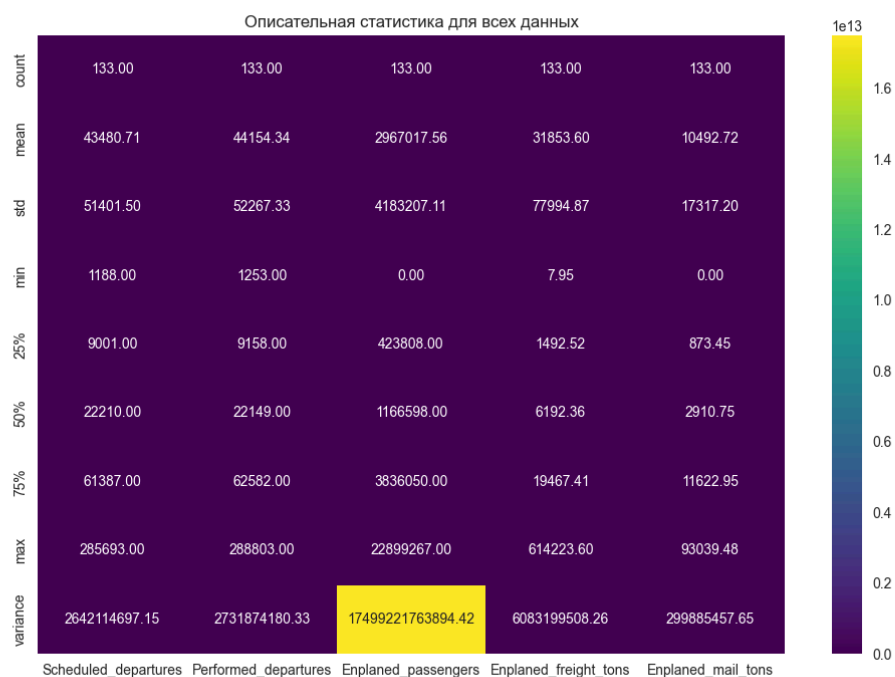 Описательная статистика для всех данных
1e13
count 133.00 133.00 133.00 133.00 133.00
1.6
mean 43480.71 44154.34 2967017.56 31853.60 10492.72
1.4
std 51401.50 52267.33 4183207.11 77994.87 17317.20
1.2
min 1188.00 1253.00 0.00 7.95 0.00
1.0
25% 9001.00 9158.00 423808.00 1492.52 873.45
0.8
50% 22210.00 22149.00 1166598.00 6192.36 2910.75
0.6
75% 61387.00 62582.00 3836050.00 19467.41 11622.95
0.4
max 285693.00 288803.00 22899267.00 614223.60 93039.48
0.2
variance 2642114697.15 2731874180.33 17499221763894.42 6083199508.26 299885457.65
0.0
Scheduled_departures Performed_departures Enplaned_passengers Enplaned_freight_tons Enplaned_mail_tons